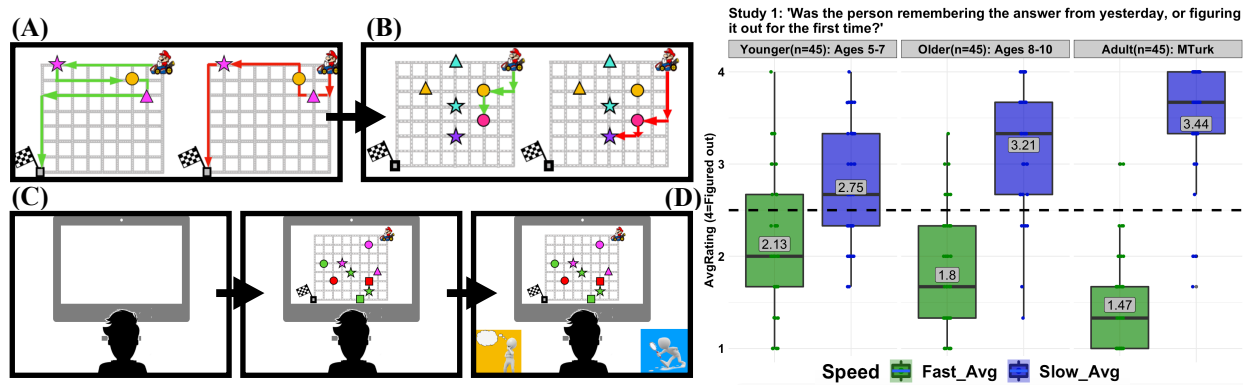 (A)
(B)
(C)
(D)
Study 1: 'Was the person remembering the answer from yesterday, or figuring
it out for the first time?'
Younger(n=45): Ages 5-7
Older(n=45): Ages 8-10
Adult(n=45): MTurk
AvgRating (4=Figured out)
4
3
2
1
2.13
2.75
1.8
3.21
1.47
3.44
Speed
Fast_Avg
Slow_Avg